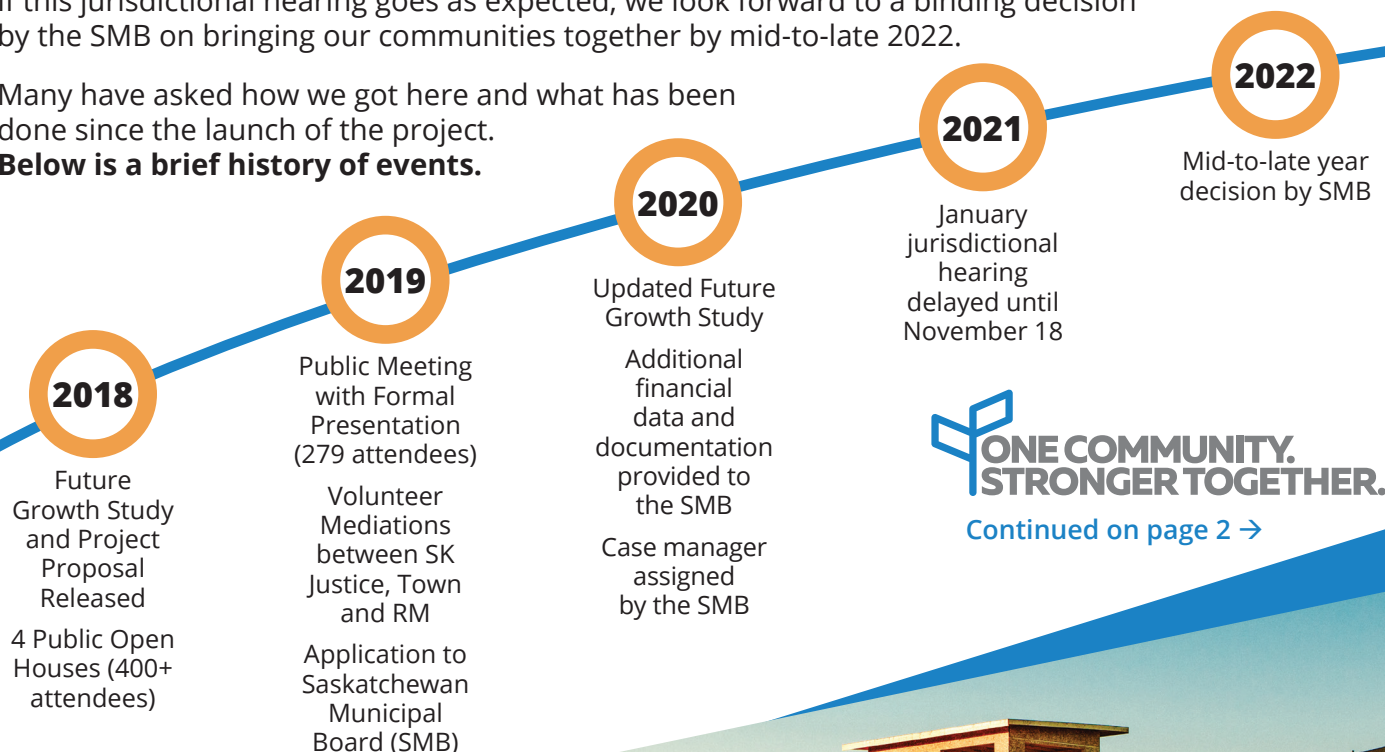 If this jurisdictional hearing goes as expected, we look forward to a binding decision
by the SMB on bringing our communities together by mid-to-late 2022.
Many have asked how we got here and what has been
done since the launch of the project.
Below is a brief history of events.
2018
Future
Growth Study
and Project
Proposal
Released
4 Public Open
Houses (400+
attendees)
2019
Public Meeting
with Formal
Presentation
(279 attendees)
Volunteer
Mediations
between SK
Justice, Town
and RM
Application to
Saskatchewan
Municipal
Board (SMB)
2020
Updated Future
Growth Study
Additional
financial
data and
documentation
provided to
the SMB
Case manager
assigned
by the SMB
2021
January
jurisdictional
hearing
delayed until
November 18
2022
Mid-to-late year
decision by SMB
ONE COMMUNITY.
STRONGER TOGETHER.
Continued on page 2 →